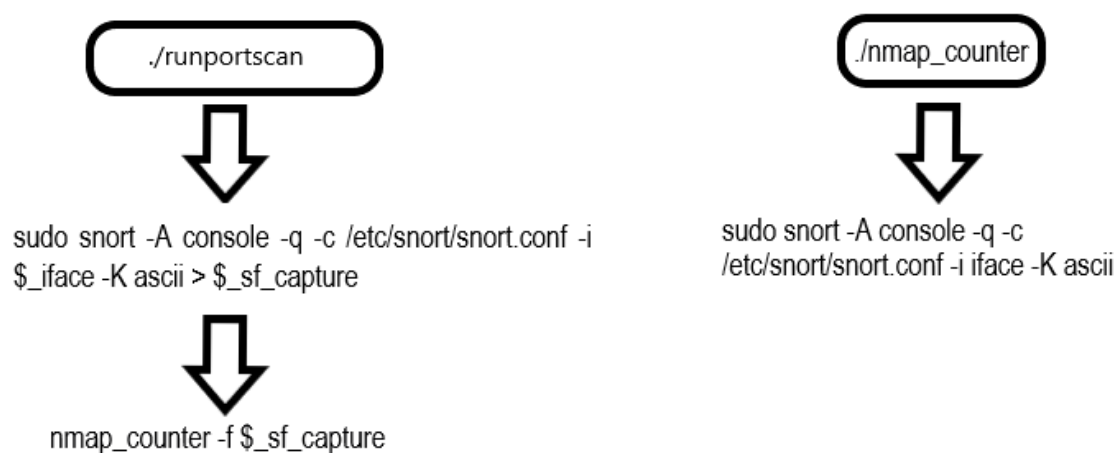 ./runportscan
sudo snort -A console -q -c /etc/snort/snort.conf -i
$_iface -K ascii > $_sf_capture
nmap_counter -f $_sf_capture
./nmap_counter
sudo snort -A console -q -c
/etc/snort/snort.conf -i iface -K ascii